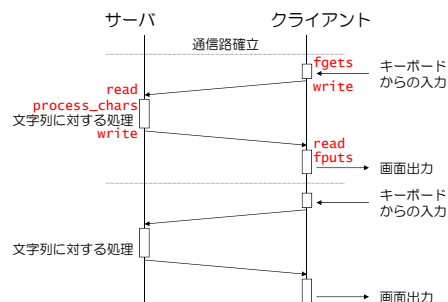 サーバ
クライアント
通信路確立
fgets
キーボード
からの入力
write
read
process_chars
文字列に対する処理
write
read
fputs
画面出力
キーボード
からの入力
文字列に対する処理
画面出力